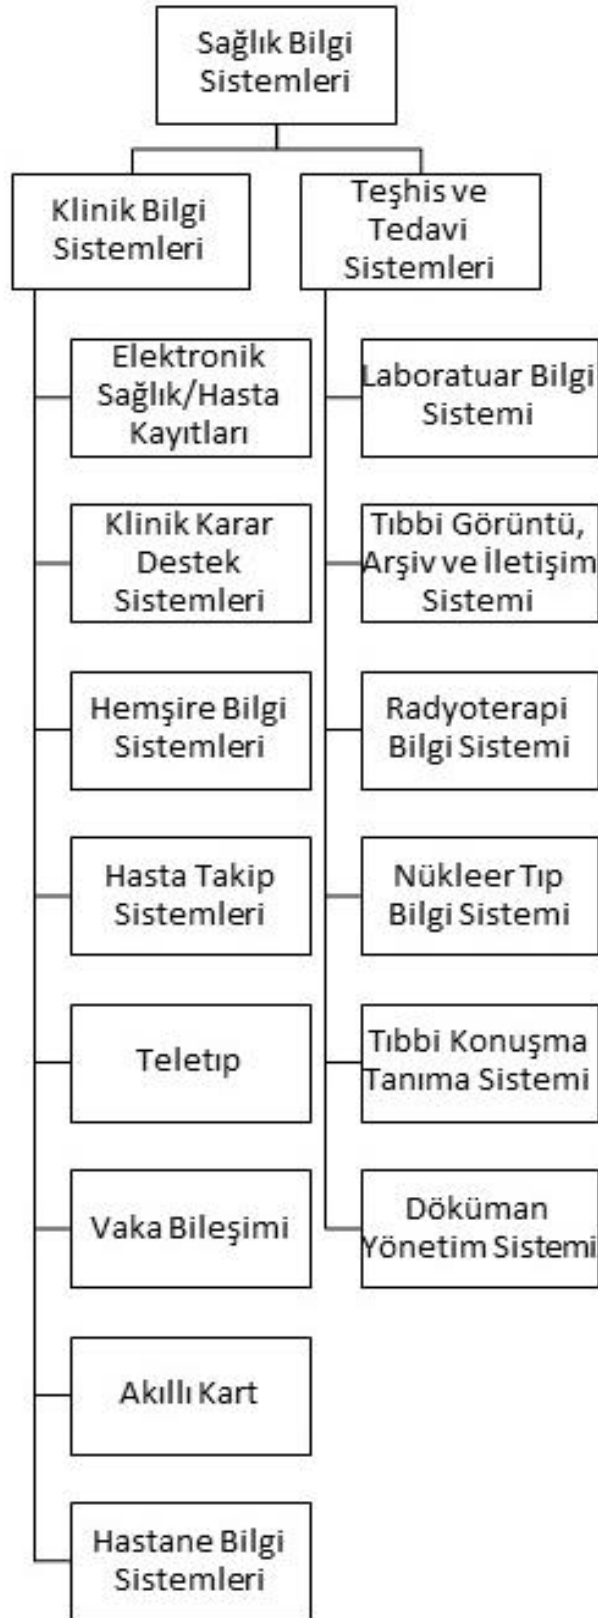 Sağlık Bilgi
Sistemleri
Klinik Bilgi
Sistemleri
Teşhis ve
Tedavi
Sistemleri
Elektronik
Sağlık/Hasta
Kayıtları
Klinik Karar
Destek
Sistemleri
Hemşire Bilgi
Sistemleri
Hasta Takip
Sistemleri
Teletıp
Vaka Bileşimi
Akıllı Kart
Hastane Bilgi
Sistemleri
Laboratuar Bilgi
Sistemi
Tıbbi Görüntü,
Arşiv ve İletişim
Sistemi
Radyoterapi
Bilgi Sistemi
Nükleer Tıp
Bilgi Sistemi
Tıbbi Konuşma
Tanıma Sistemi
Döküman
Yönetim Sistemi